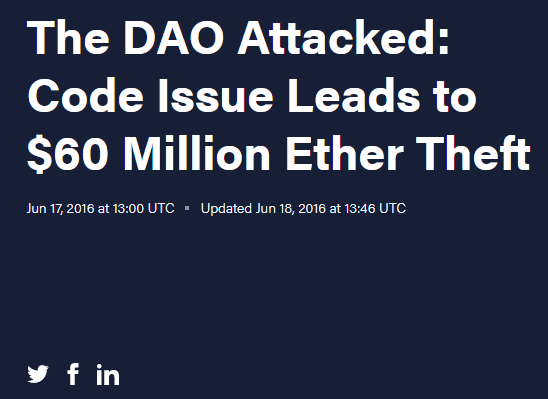 The DAO Attacked:
Code Issue Leads to
$60 Million Ether Theft
Jun 17, 2016 at 13:00 UTC ▪ Updated Jun 18, 2016 at 13:46 UTC